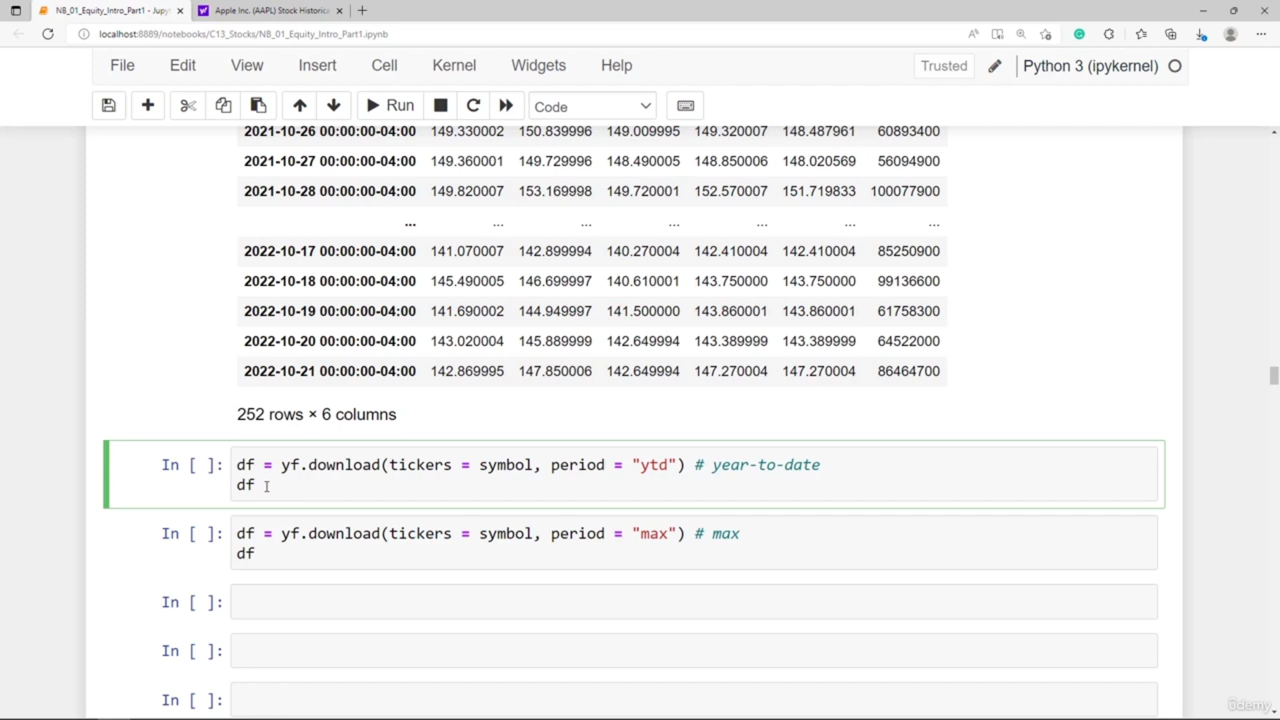 NB_01_Equity_Intro_Part1 - Jupy
Apple Inc. (AAPL) Stock Historica
localhost:8889/notebooks/C13_Stocks/NB_01_Equity_Intro_Part1.ipynb
File Edit View Insert Cell Kernel Widgets Help Trusted Python 3 (ipykernel)
Run Code
2021-10-26 00:00:00-04:00 149.330002 150.839996 149.009995 149.320007 148.487961 60893400
2021-10-27 00:00:00-04:00 149.360001 149.729996 148.490005 148.850006 148.020569 56094900
2021-10-28 00:00:00-04:00 149.820007 153.169998 149.720001 152.570007 151.719833 100077900
... ... ... ... ... ... ...
2022-10-17 00:00:00-04:00 141.070007 142.899994 140.270004 142.410004 142.410004 85250900
2022-10-18 00:00:00-04:00 145.490005 146.699997 140.610001 143.750000 143.750000 99136600
2022-10-19 00:00:00-04:00 141.690002 144.949997 141.500000 143.860001 143.860001 61758300
2022-10-20 00:00:00-04:00 143.020004 145.889999 142.649994 143.389999 143.389999 64522000
2022-10-21 00:00:00-04:00 142.869995 147.850006 142.649994 147.270004 147.270004 86464700
252 rows × 6 columns
In [ ]: df = yf.download(tickers = symbol, period = "ytd") # year-to-date
df
In [ ]: df = yf.download(tickers = symbol, period = "max") # max
df
In [ ]:
In [ ]:
In [ ]:
ûdemy